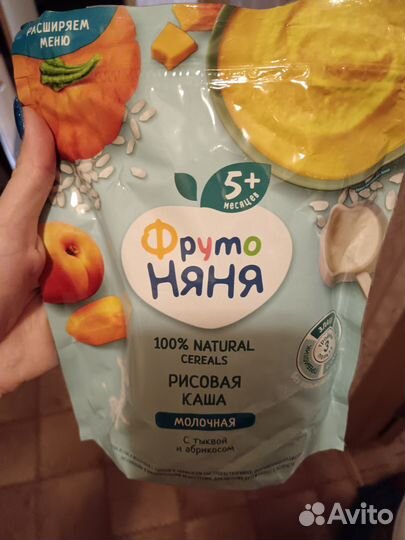 РАСШИРЯЕМ
МЕНЮ
5+
месяцев
Фруто
НЯНЯ
100% NATURAL
CEREALS
РИСОВАЯ
КАША
МОЛОЧНАЯ
С тыквой
и абрикосом
Avito